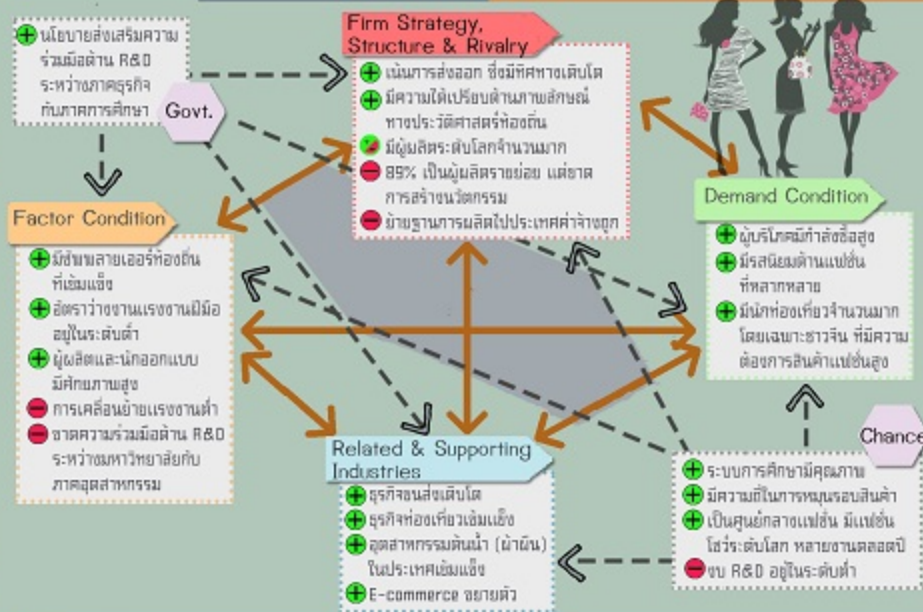 นโยบายส่งเสริมความ
ร่วมมือด้าน R&D
ระหว่างภาคธุรกิจ
กับภาคการศึกษา
Govt.
Firm Strategy,
Structure & Rivalry
เน้นการส่งออก ซึ่งมีทิศทางเติบโต
มีความได้เปรียบด้านภาพลักษณ์
ทางประวัติศาสตร์ท้องถิ่น
มีผู้ผลิตระดับโลกจำนวนมาก
89% เป็นผู้ผลิตรายย่อย แต่ขาด
การสร้างนวัตกรรม
ย้ายฐานการผลิตไปประเทศค่าจ้างถูก
Factor Condition
มีซัพพลายเออร์ท้องถิ่น
ที่เข้มแข็ง
อัตราว่างงานแรงงานฝีมือ
อยู่ในระดับต่ำ
ผู้ผลิตและนักออกแบบ
มีศักยภาพสูง
การเคลื่อนย้ายแรงงานต่ำ
ขาดความร่วมมือด้าน R&D
ระหว่างมหาวิทยาลัยกับ
ภาคอุตสาหกรรม
Demand Condition
ผู้บริโภคมีกำลังซื้อสูง
มีรสนิยมด้านแฟชั่น
ที่หลากหลาย
มีนักท่องเที่ยวจำนวนมาก
โดยเฉพาะชาวจีน ที่มีความ
ต้องการสินค้าแฟชั่นสูง
Related & Supporting
Industries
ธุรกิจขนส่งเติบโต
ธุรกิจท่องเที่ยวเข้มแข็ง
อุตสาหกรรมต้นน้ำ (ผ้าผืน)
ในประเทศเข้มแข็ง
E-commerce ขยายตัว
Chance
ระบบการศึกษามีคุณภาพ
มีความถี่ในการหมุนรอบสินค้า
เป็นศูนย์กลางแฟชั่น มีแฟชั่น
โชว์ระดับโลก หลายงานตลอดปี
งบ R&D อยู่ในระดับต่ำ